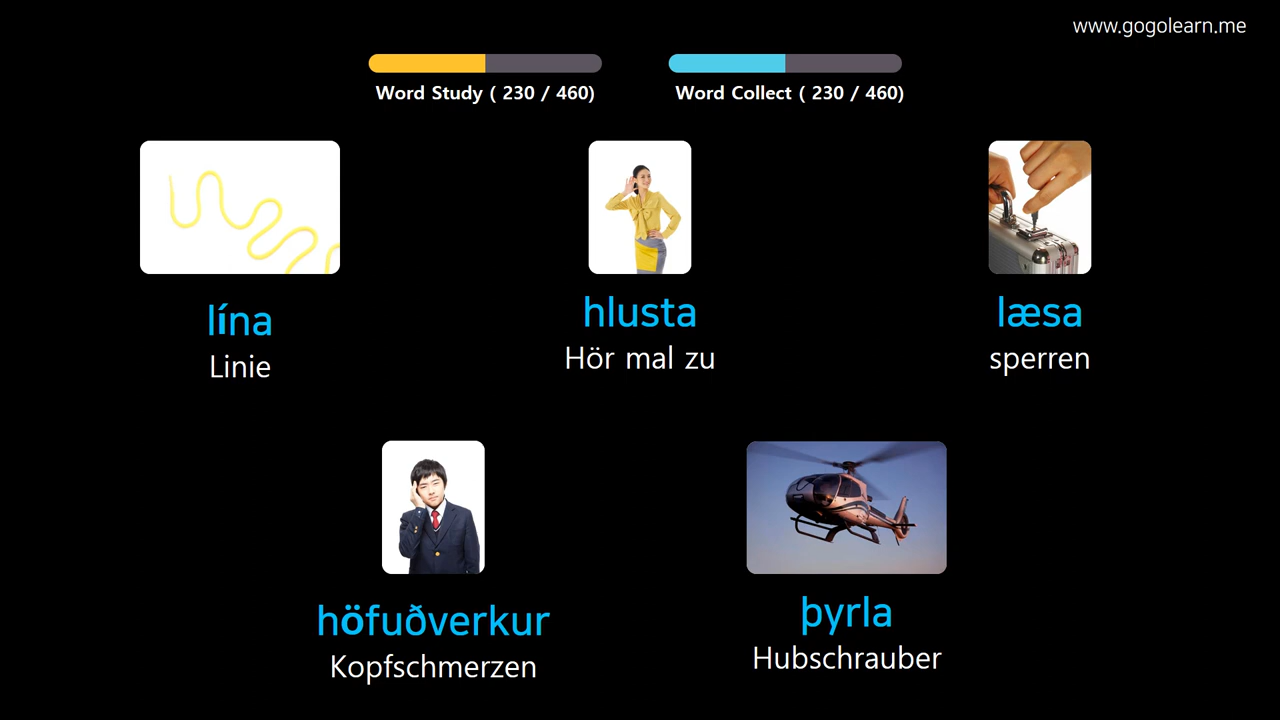 www.gogolearn.me
Word Study ( 230 / 460)
Word Collect ( 230 / 460)
lína
Linie
hlusta
Hör mal zu
læsa
sperren
höfuðverkur
Kopfschmerzen
þyrla
Hubschrauber